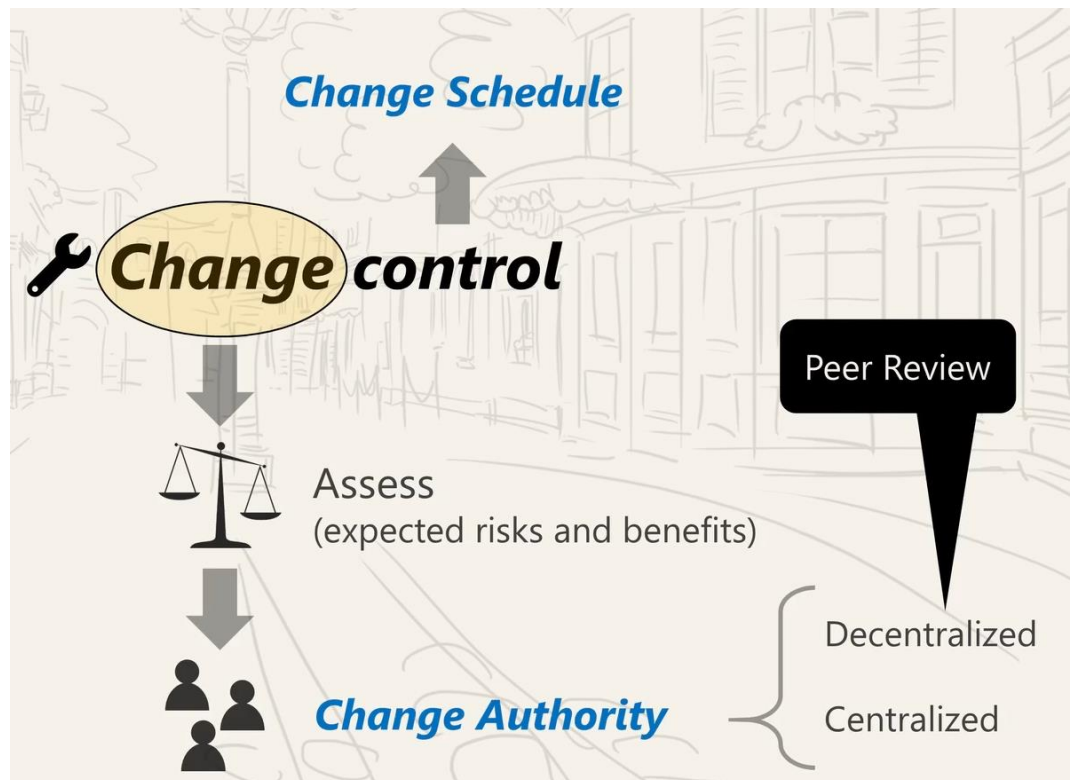 Change Schedule
Change control
Peer Review
Assess
(expected risks and benefits)
Decentralized
Change Authority
Centralized